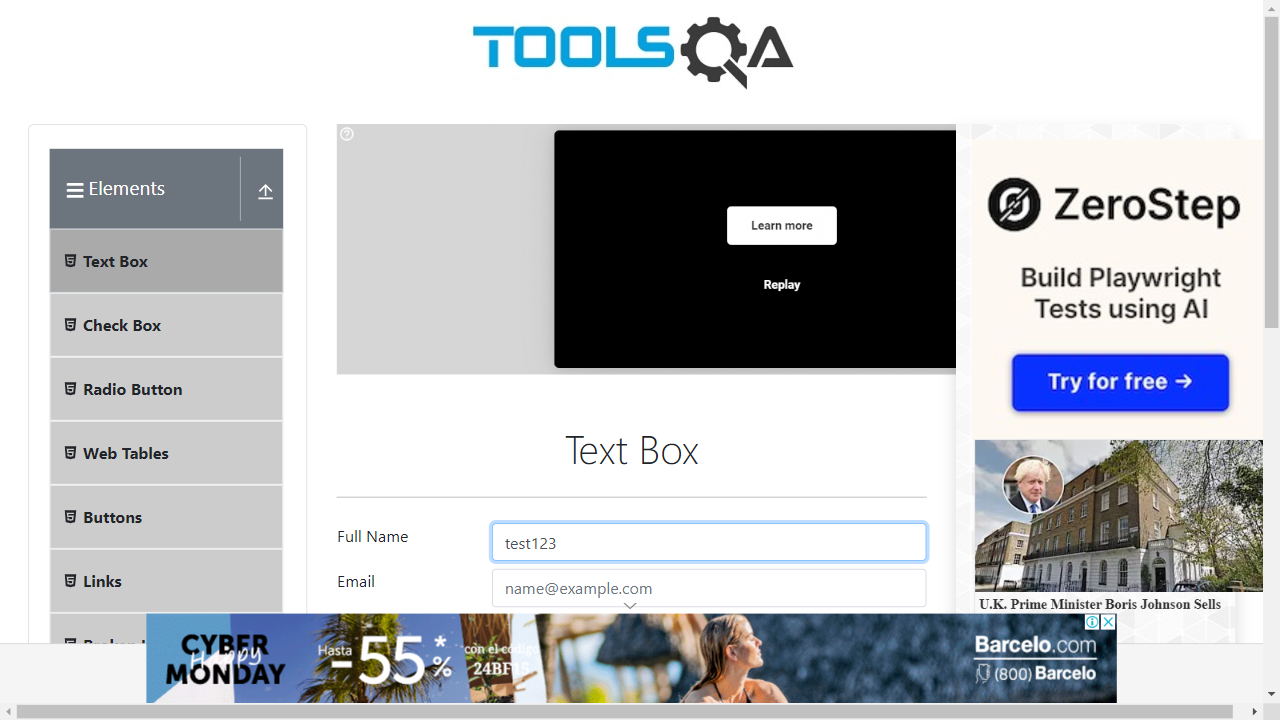 TOOLSQA
Elements
Text Box
Check Box
Radio Button
Web Tables
Buttons
Links
Learn more
Replay
Text Box
Full Name
test123
Email
name@example.com
ZeroStep
Build Playwright
Tests using AI
Try for free →
U.K. Prime Minister Boris Johnson Sells
CYBER
Happy
MONDAY
Hasta
-55%*
con el código
24BF15
Barcelo.com
(800) Barcelo